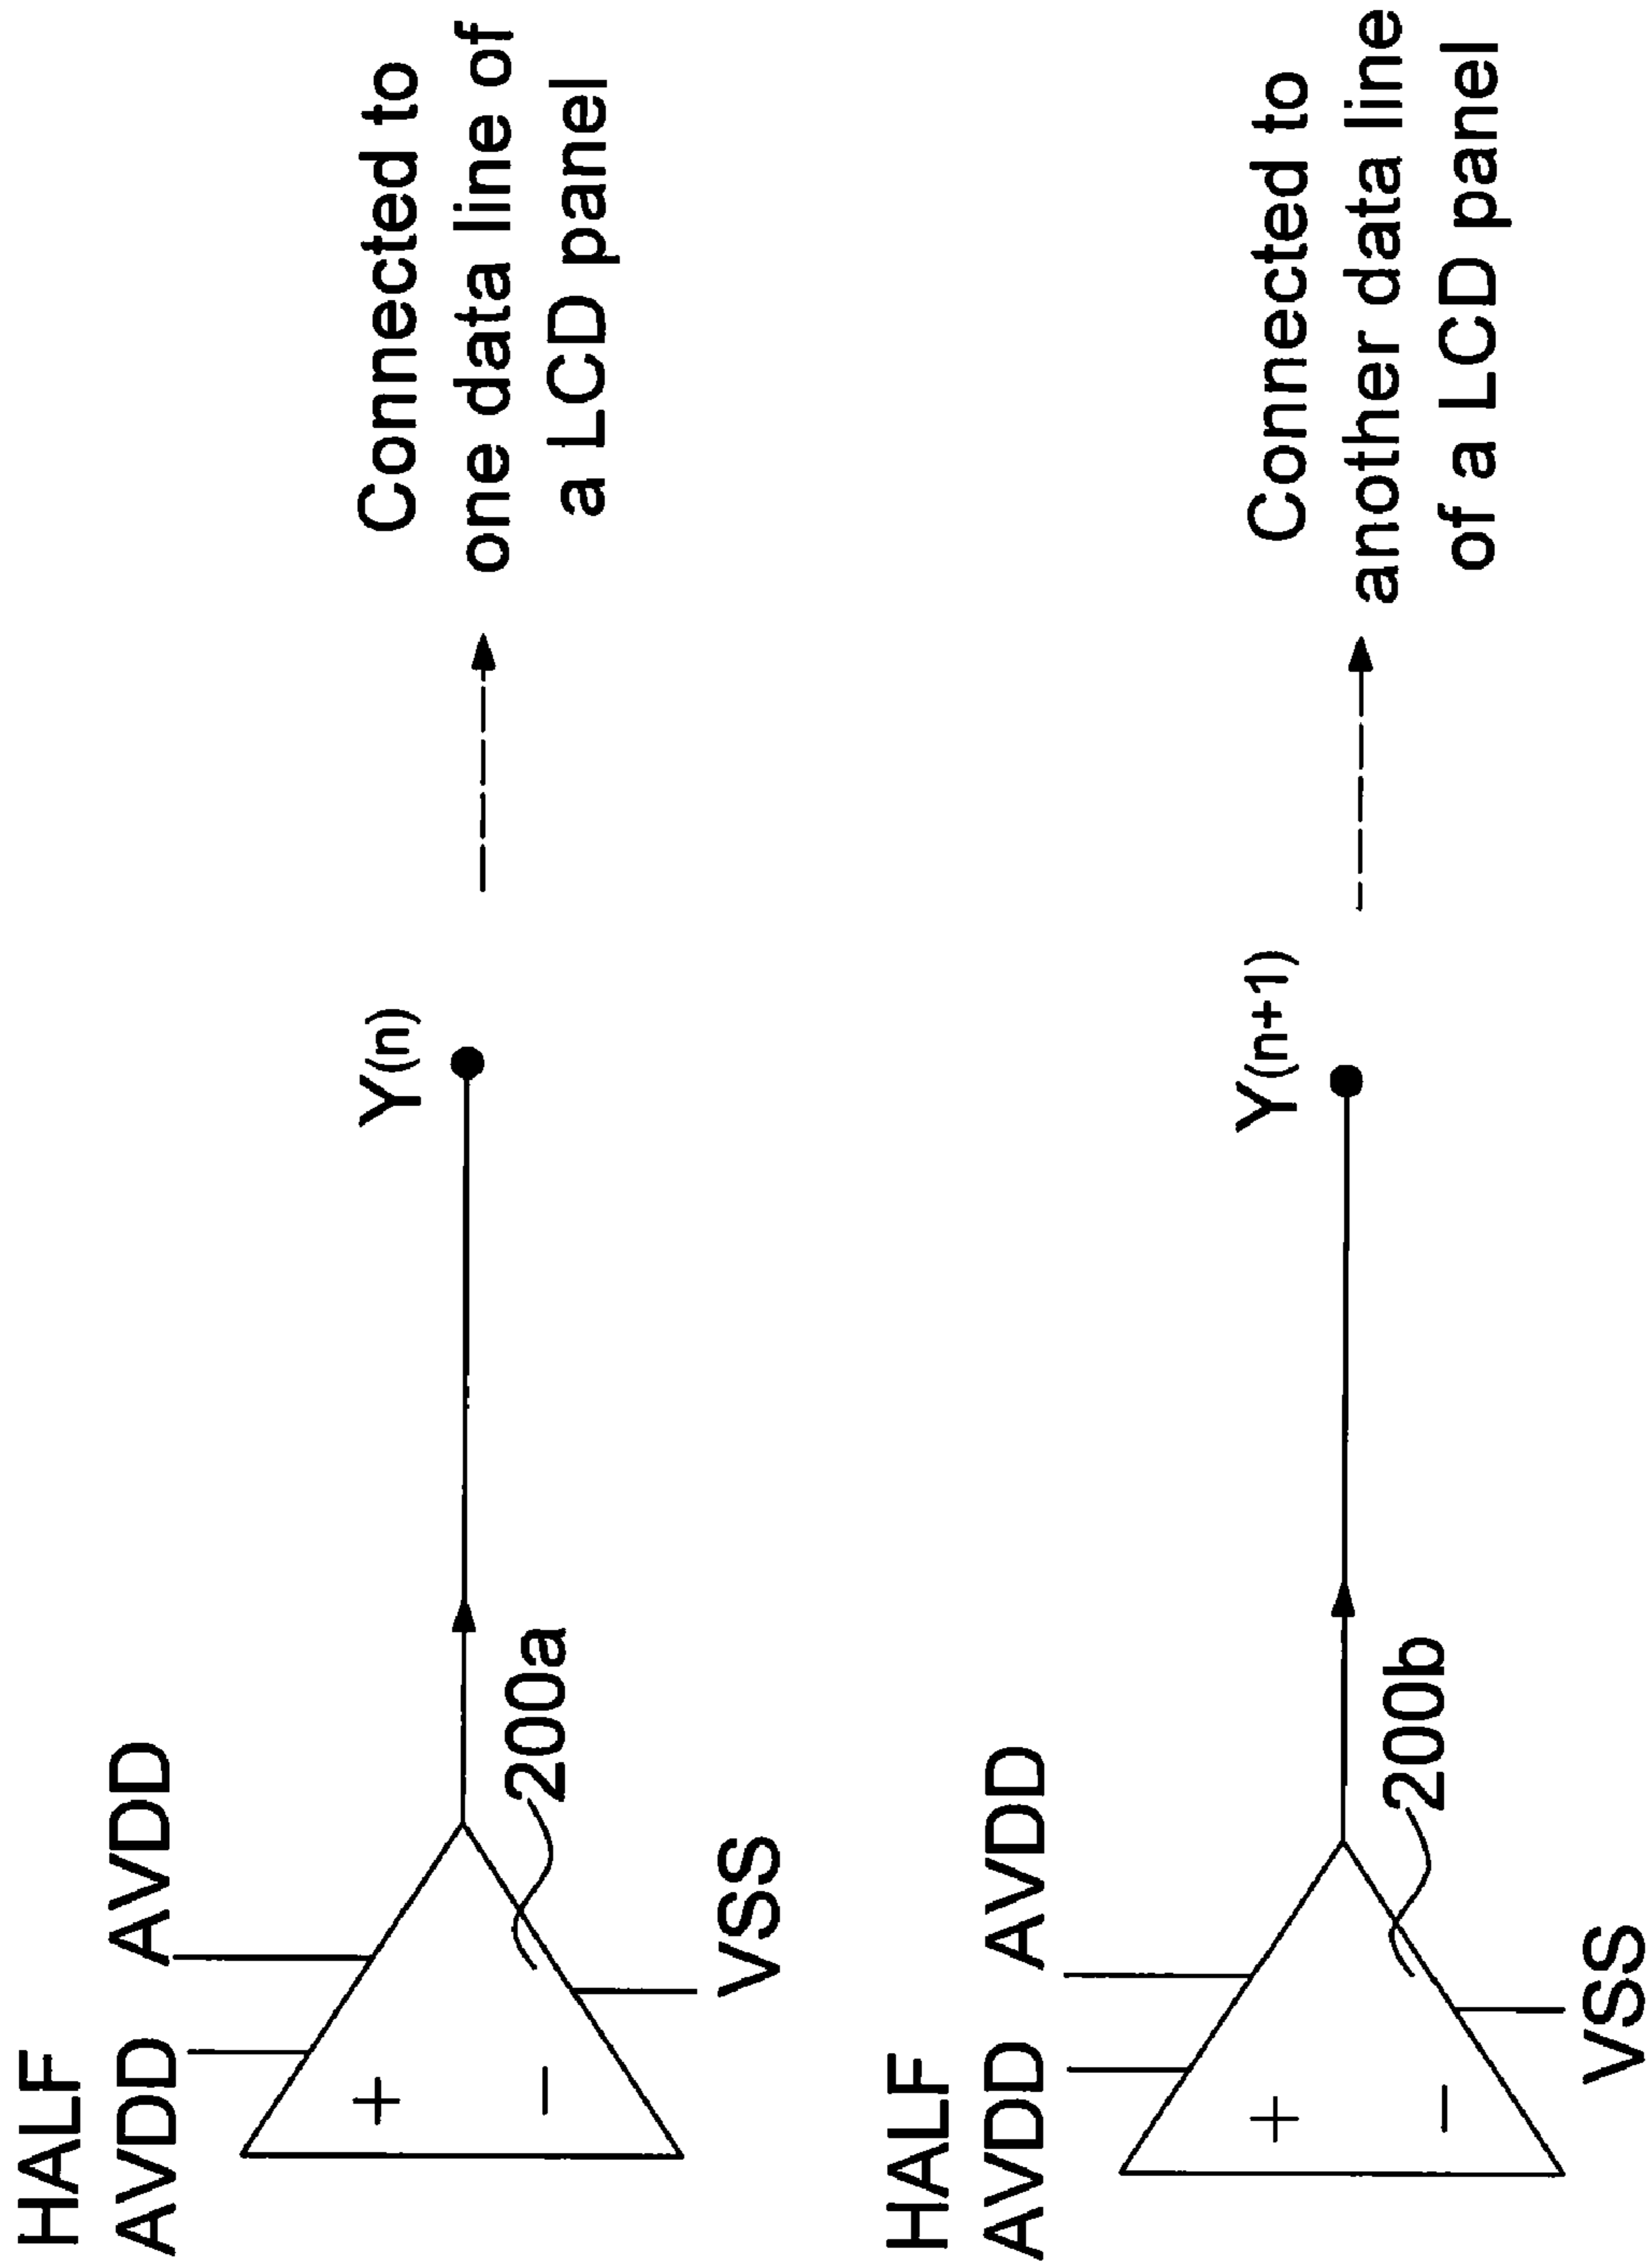 HALF
AVDD
AVDD
+
−
VSS
200a
Y(n)
Connected to
one data line of
a LCD panel
HALF
AVDD
AVDD
+
−
VSS
200b
Y(n+1)
Connected to
another data line
of a LCD panel